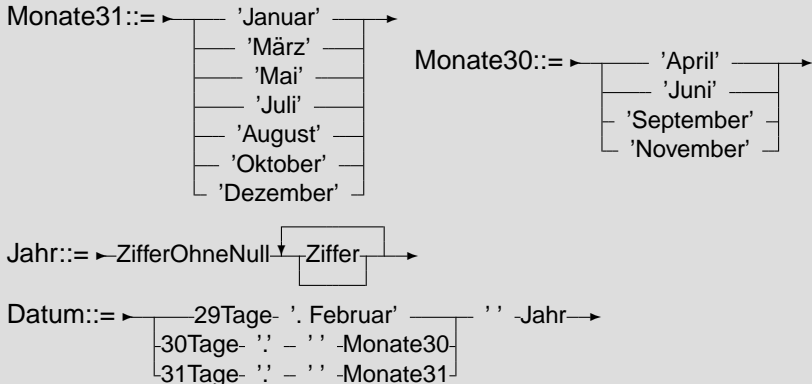 Monate31::= 'Januar'
'März'
'Mai'
'Juli'
'August'
'Oktober'
'Dezember'
Monate30::= 'April'
'Juni'
'September'
'November'
Jahr::= ZifferOhneNull Ziffer
Datum::= 29Tage '. Februar' ' ' Jahr
30Tage '.' ' ' Monate30
31Tage '.' ' ' Monate31